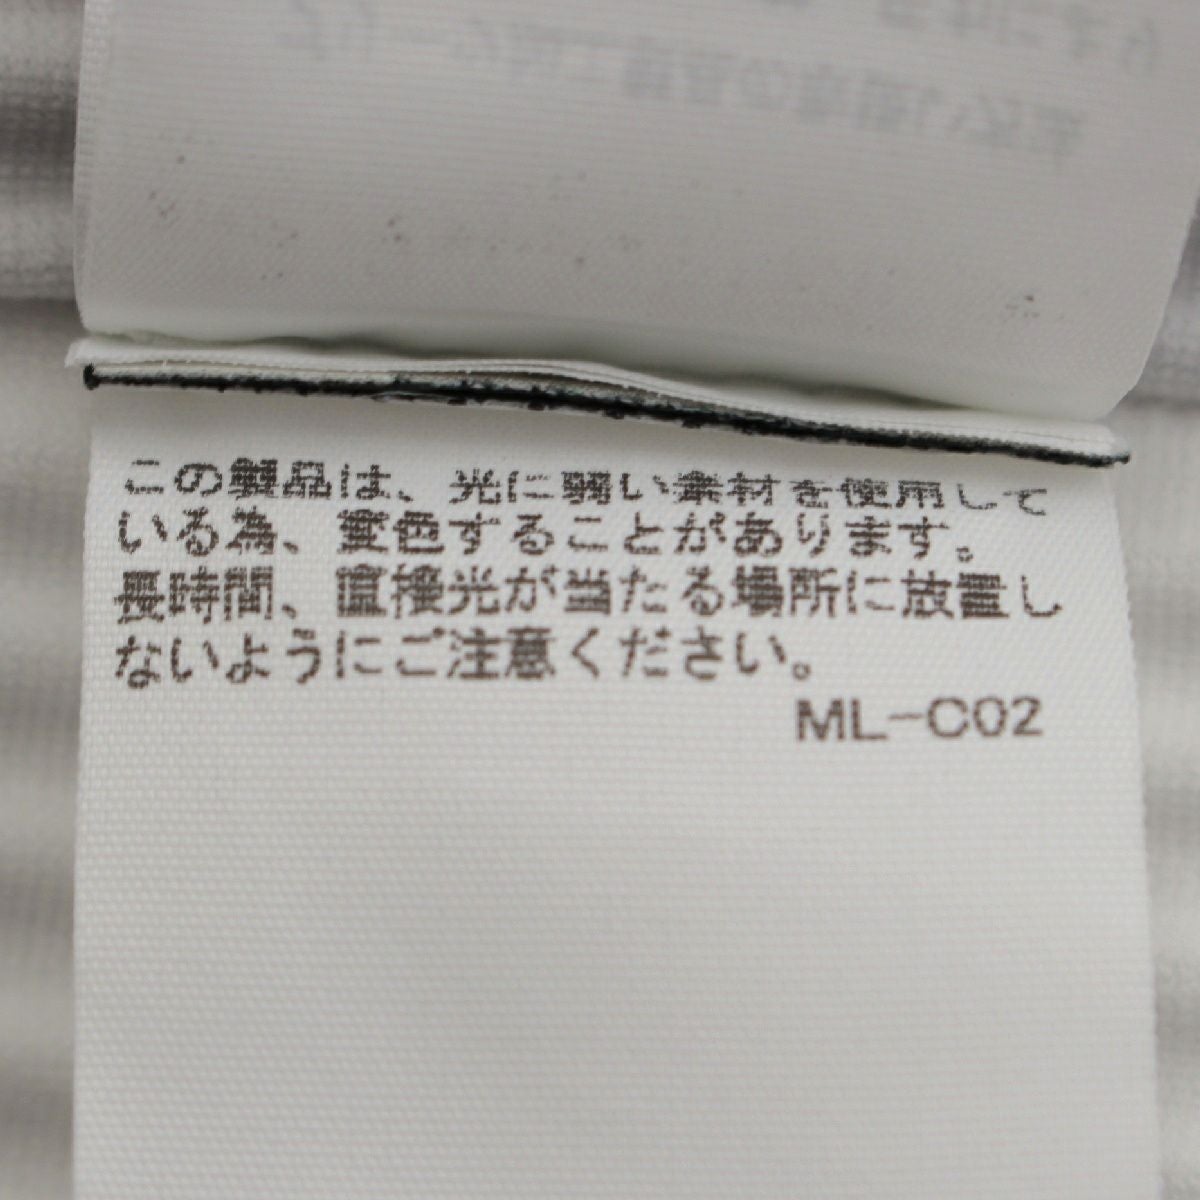 この製品は、光に弱い素材を使用して
いる為、変色することがあります。
長時間、直接光が当たる場所に放置し
ないようにご注意ください。
ML-C02